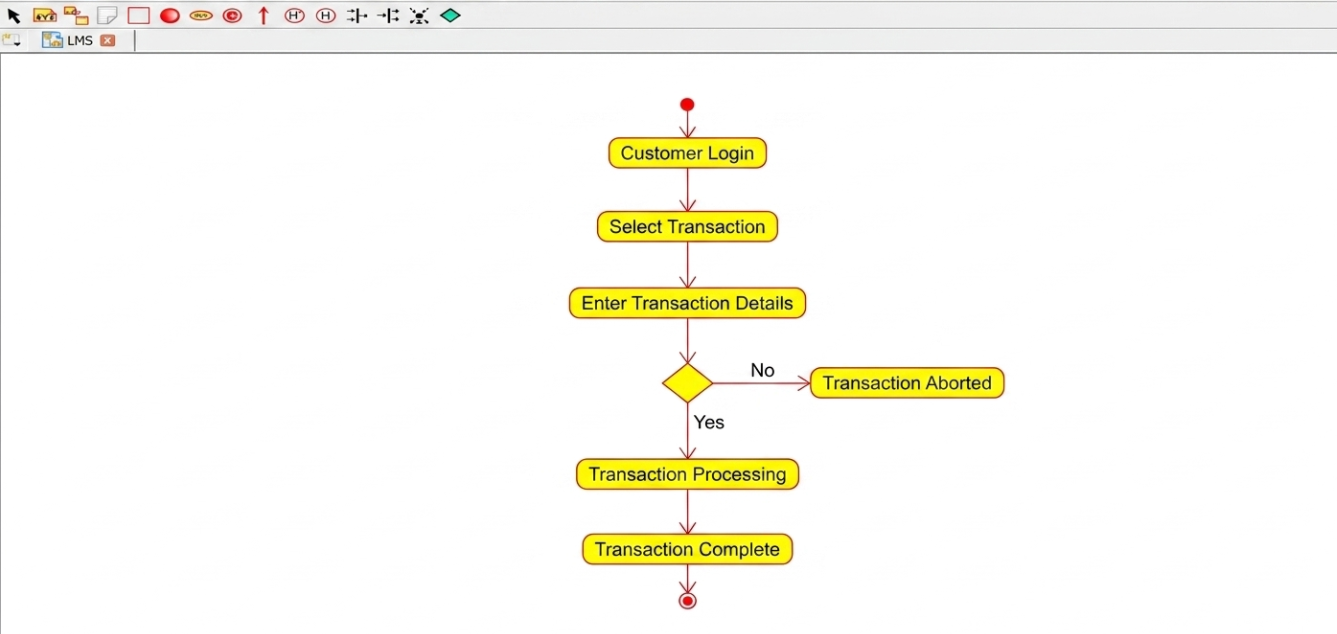 LMS
Customer Login
Select Transaction
Enter Transaction Details
No
Transaction Aborted
Yes
Transaction Processing
Transaction Complete